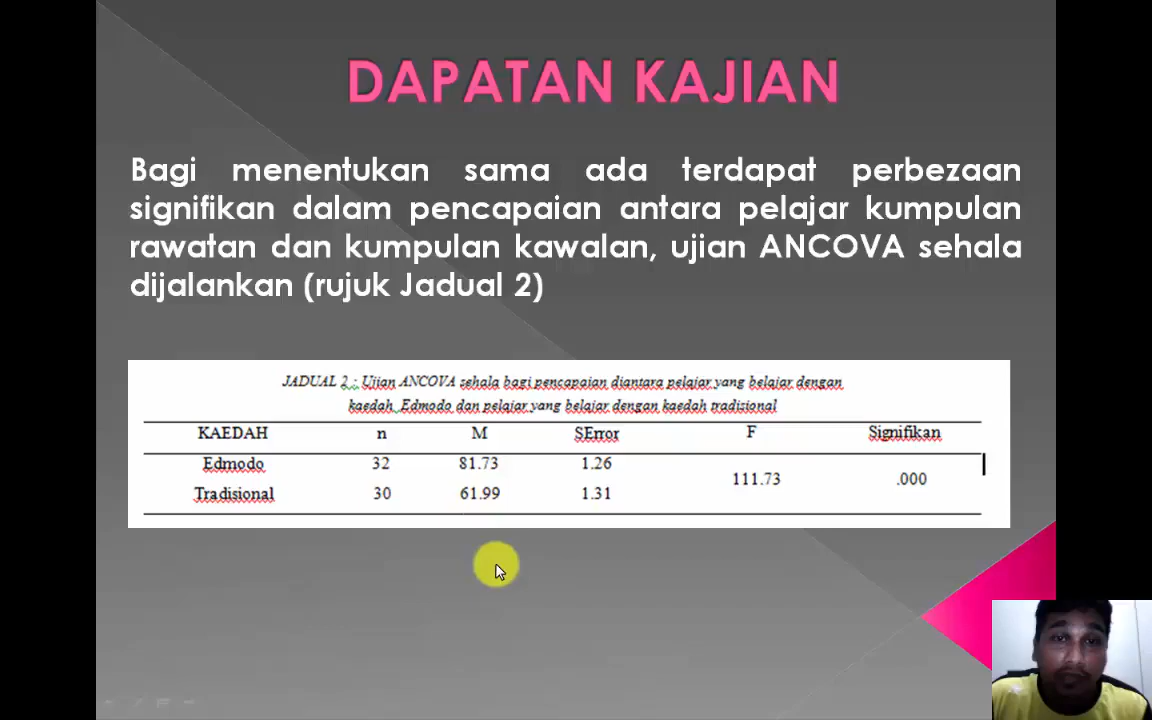 DAPATAN KAJIAN
Bagi menentukan sama ada terdapat perbezaan
signifikan dalam pencapaian antara pelajar kumpulan
rawatan dan kumpulan kawalan, ujian ANCOVA sehala
dijalankan (rujuk Jadual 2)
JADUAL 2 : Ujian ANCOVA sehala bagi pencapaian diantara pelajar yang belajar dengan
kaedah Edmodo dan pelajar yang belajar dengan kaedah tradisional
KAEDAH n M SError F Signifikan
Edmodo 32 81.73 1.26
111.73 .000
Tradisional 30 61.99 1.31